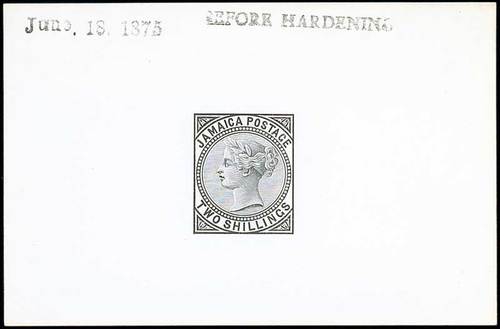 June. 18. 1875
BEFORE HARDENING
JAMAICA POSTAGE
TWO SHILLINGS